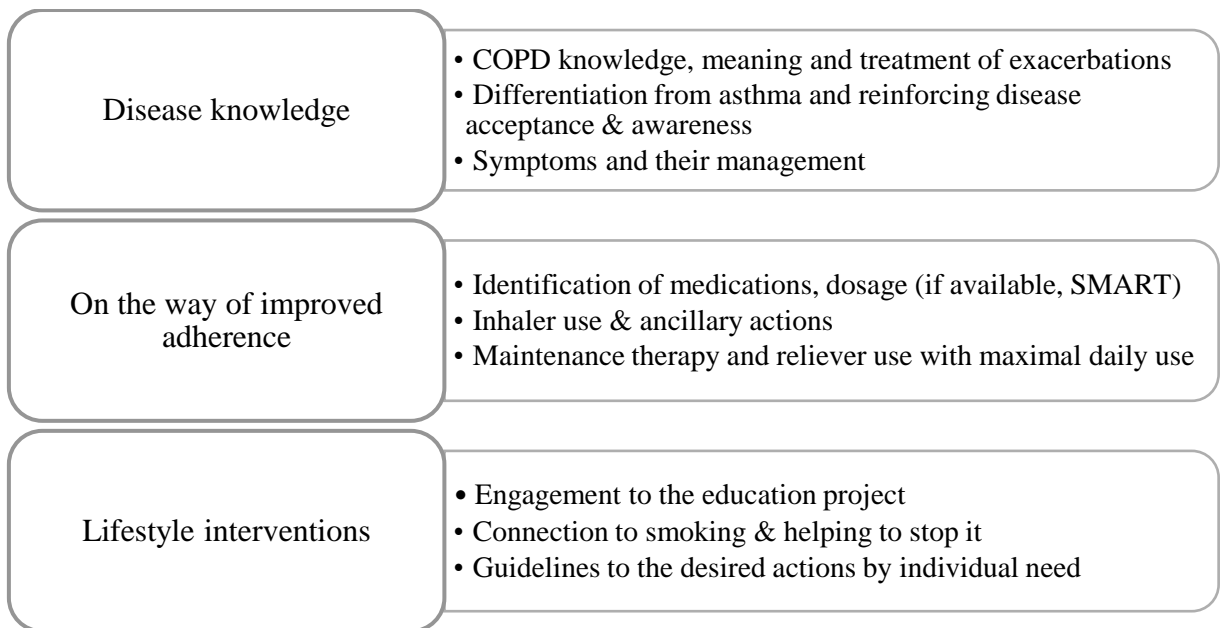 Disease knowledge
• COPD knowledge, meaning and treatment of exacerbations
• Differentiation from asthma and reinforcing disease
acceptance & awareness
• Symptoms and their management
On the way of improved
adherence
• Identification of medications, dosage (if available, SMART)
• Inhaler use & ancillary actions
• Maintenance therapy and reliever use with maximal daily use
Lifestyle interventions
• Engagement to the education project
• Connection to smoking & helping to stop it
• Guidelines to the desired actions by individual need